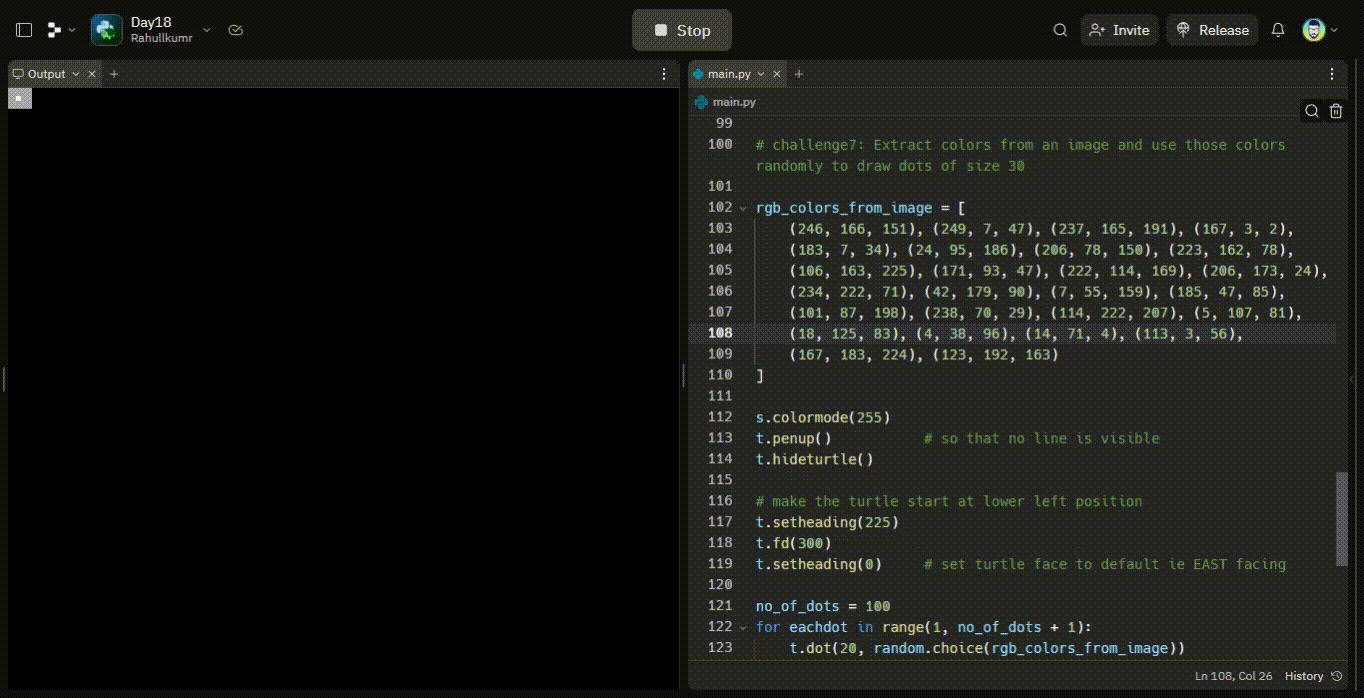 Day18
Rahullkumr
Stop
Invite
Release
Output
main.py
main.py
99
100 # challenge7: Extract colors from an image and use those colors
randomly to draw dots of size 30
101
102 rgb_colors_from_image = [
103 (246, 166, 151), (249, 7, 47), (237, 165, 191), (167, 3, 2),
104 (183, 7, 34), (24, 95, 186), (206, 78, 150), (223, 162, 78),
105 (106, 163, 225), (171, 93, 47), (222, 114, 169), (206, 173, 24),
106 (234, 222, 71), (42, 179, 90), (7, 55, 159), (185, 47, 85),
107 (101, 87, 198), (238, 70, 29), (114, 222, 207), (5, 107, 81),
108 (18, 125, 83), (4, 38, 96), (14, 71, 4), (113, 3, 56),
109 (167, 183, 224), (123, 192, 163)
110 ]
111
112 s.colormode(255)
113 t.penup() # so that no line is visible
114 t.hideturtle()
115
116 # make the turtle start at lower left position
117 t.setheading(225)
118 t.fd(300)
119 t.setheading(0) # set turtle face to default ie EAST facing
120
121 no_of_dots = 100
122 for eachdot in range(1, no_of_dots + 1):
123 t.dot(20, random.choice(rgb_colors_from_image))
Ln 108, Col 26 History